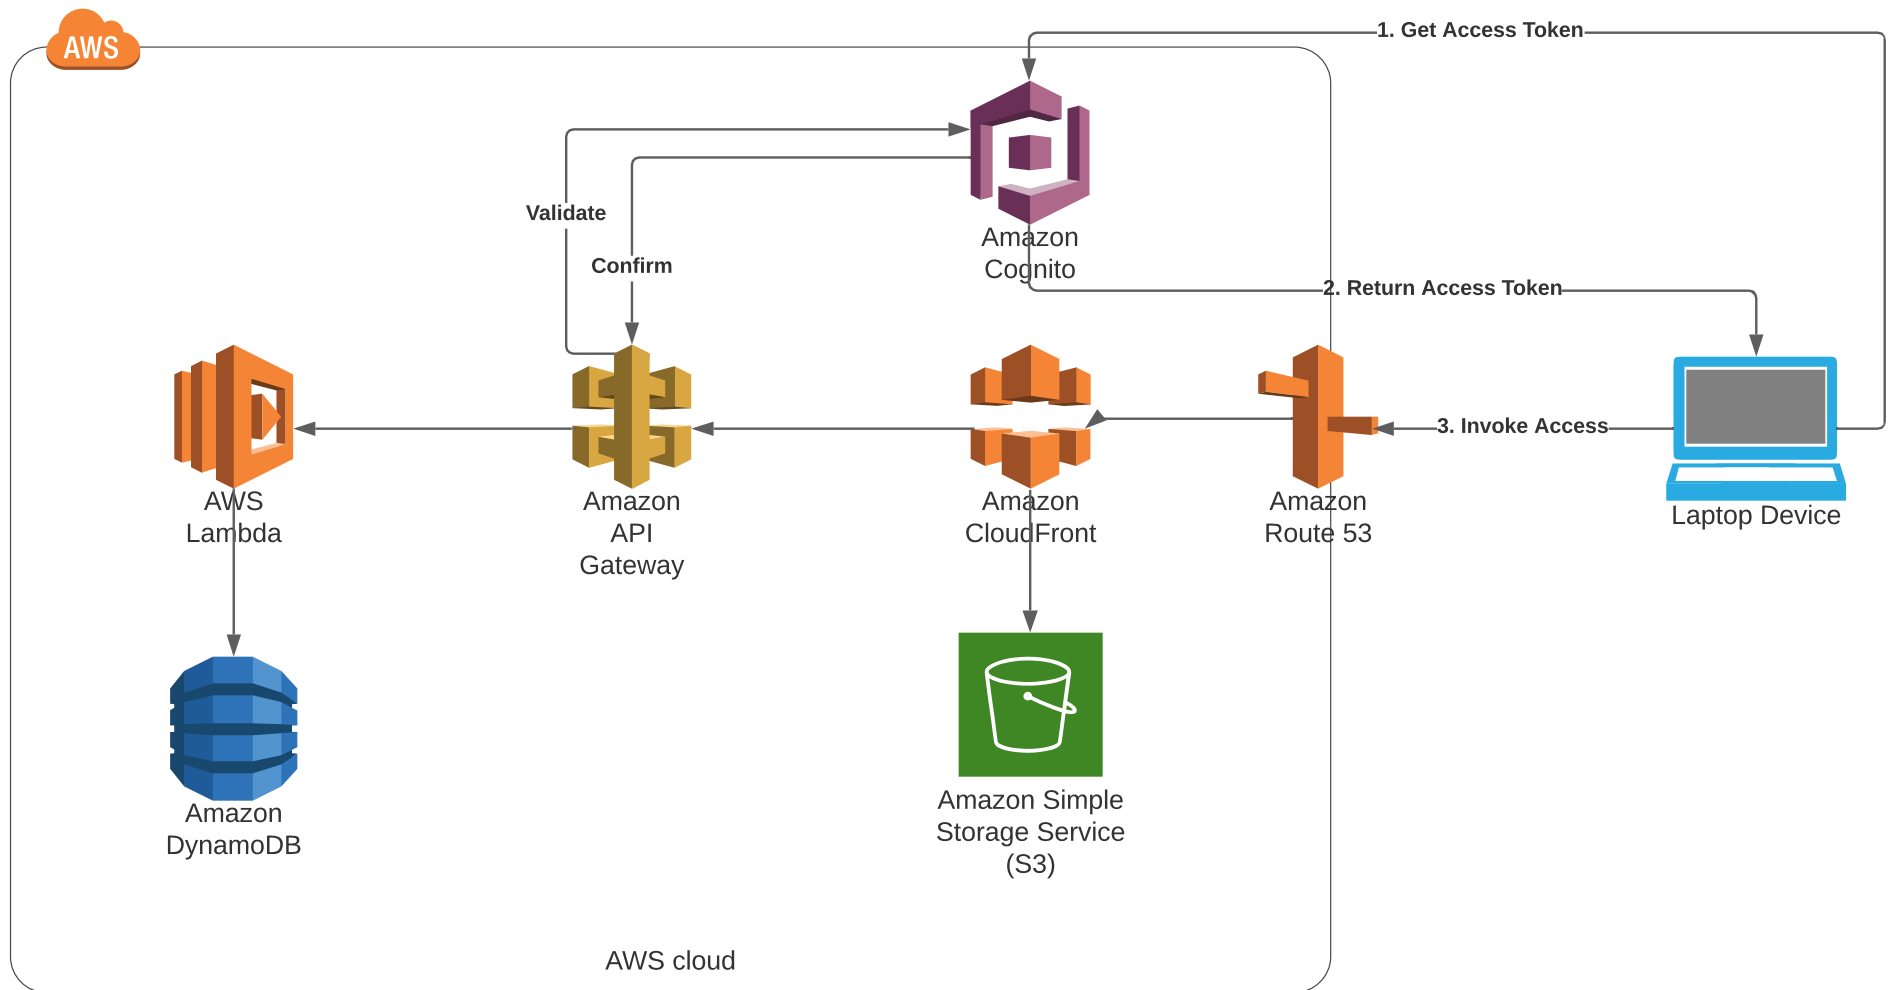 AWS
1. Get Access Token
Validate
Confirm
Amazon
Cognito
2. Return Access Token
3. Invoke Access
AWS
Lambda
Amazon
API
Gateway
Amazon
CloudFront
Amazon
Route 53
Laptop Device
Amazon
DynamoDB
Amazon Simple
Storage Service
(S3)
AWS cloud